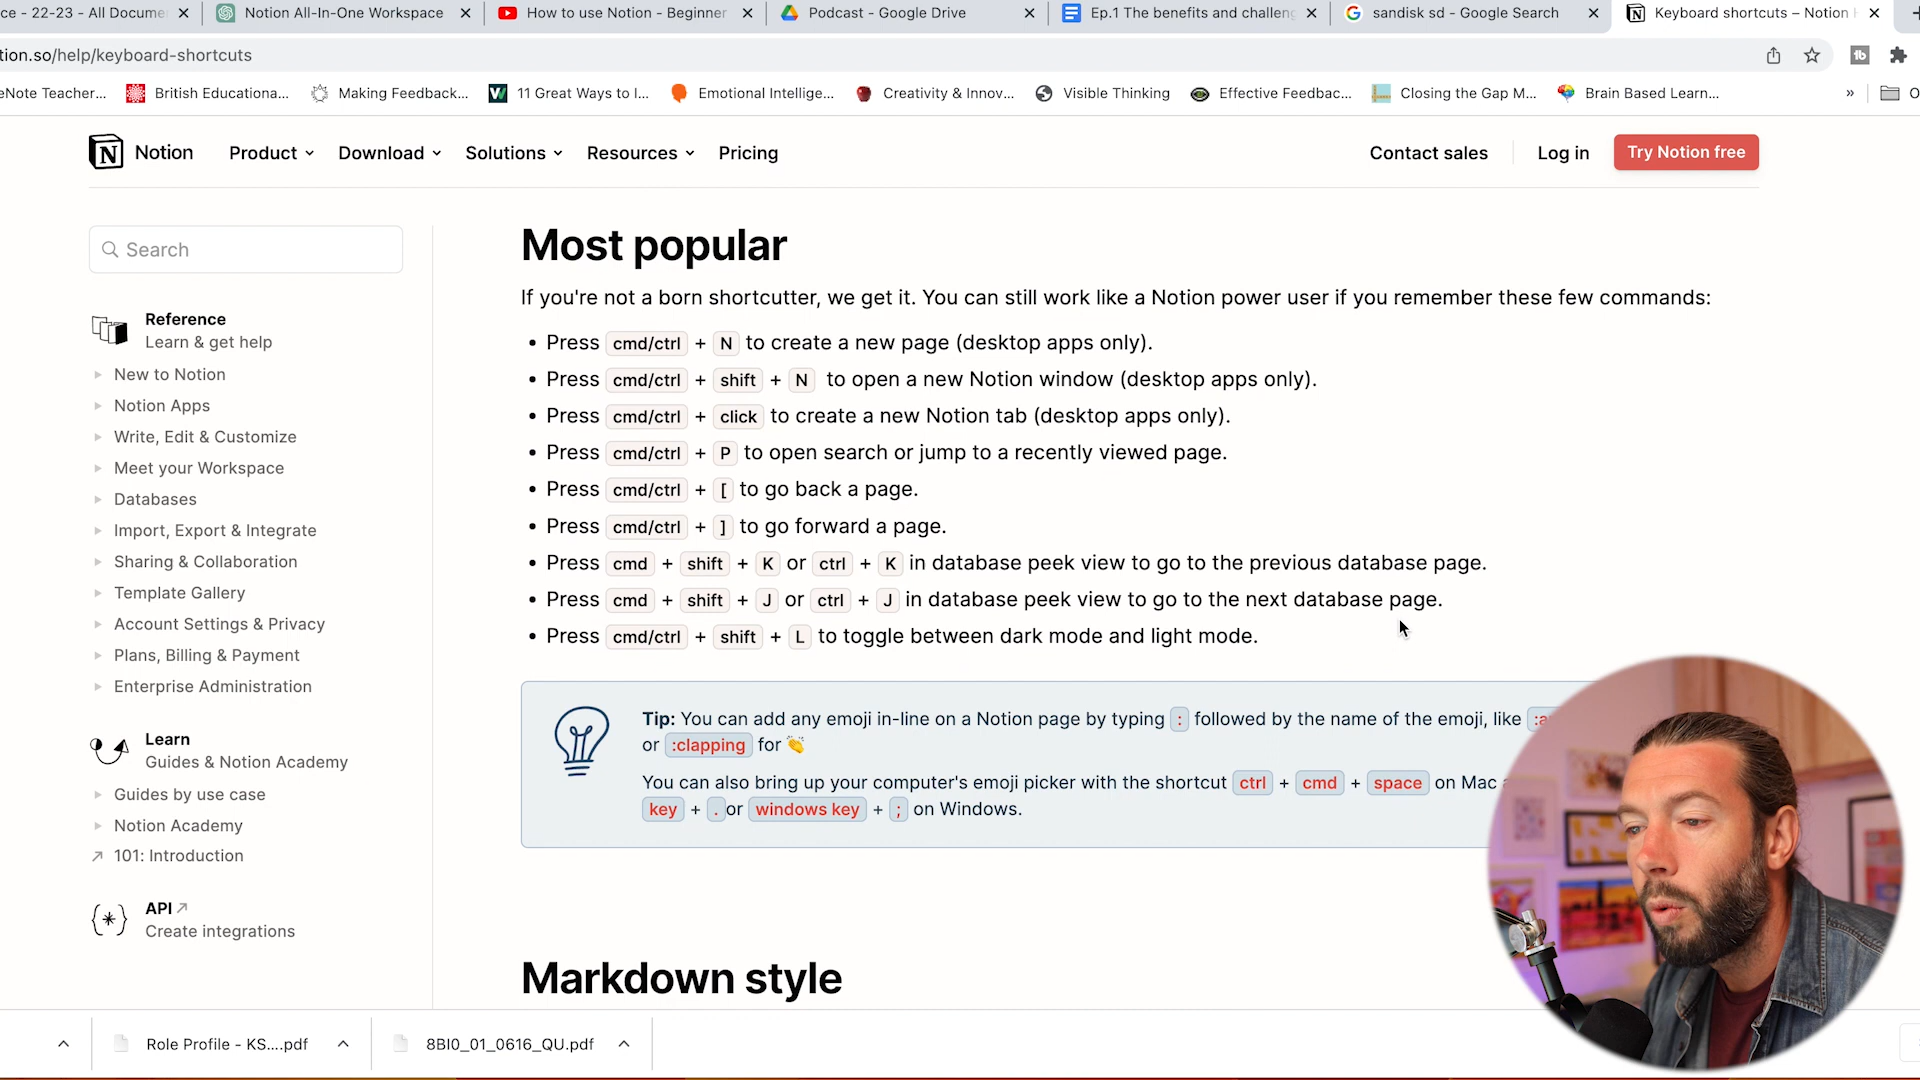 ce - 22-23 - All Docume
Notion All-In-One Workspace
How to use Notion - Beginner
Podcast - Google Drive
Ep.1 The benefits and challeng
sandisk sd - Google Search
Keyboard shortcuts – Notion H
tion.so/help/keyboard-shortcuts
eNote Teacher...
British Educationa...
Making Feedback...
11 Great Ways to I...
Emotional Intellige...
Creativity & Innov...
Visible Thinking
Effective Feedbac...
Closing the Gap M...
Brain Based Learn...
»
O
Notion
Product
Download
Solutions
Resources
Pricing
Contact sales
Log in
Try Notion free
Search
Reference
Learn & get help
New to Notion
Notion Apps
Write, Edit & Customize
Meet your Workspace
Databases
Import, Export & Integrate
Sharing & Collaboration
Template Gallery
Account Settings & Privacy
Plans, Billing & Payment
Enterprise Administration
Learn
Guides & Notion Academy
Guides by use case
Notion Academy
101: Introduction
API
Create integrations
Most popular
If you're not a born shortcutter, we get it. You can still work like a Notion power user if you remember these few commands:
• Press cmd/ctrl + N to create a new page (desktop apps only).
• Press cmd/ctrl + shift + N to open a new Notion window (desktop apps only).
• Press cmd/ctrl + click to create a new Notion tab (desktop apps only).
• Press cmd/ctrl + P to open search or jump to a recently viewed page.
• Press cmd/ctrl + [ to go back a page.
• Press cmd/ctrl + ] to go forward a page.
• Press cmd + shift + K or ctrl + K in database peek view to go to the previous database page.
• Press cmd + shift + J or ctrl + J in database peek view to go to the next database page.
• Press cmd/ctrl + shift + L to toggle between dark mode and light mode.
Tip: You can add any emoji in-line on a Notion page by typing : followed by the name of the emoji, like
or :clapping for 👏
You can also bring up your computer's emoji picker with the shortcut ctrl + cmd + space on Mac
key + . or windows key + ; on Windows.
Markdown style
Role Profile - KS....pdf
8BI0_01_0616_QU.pdf